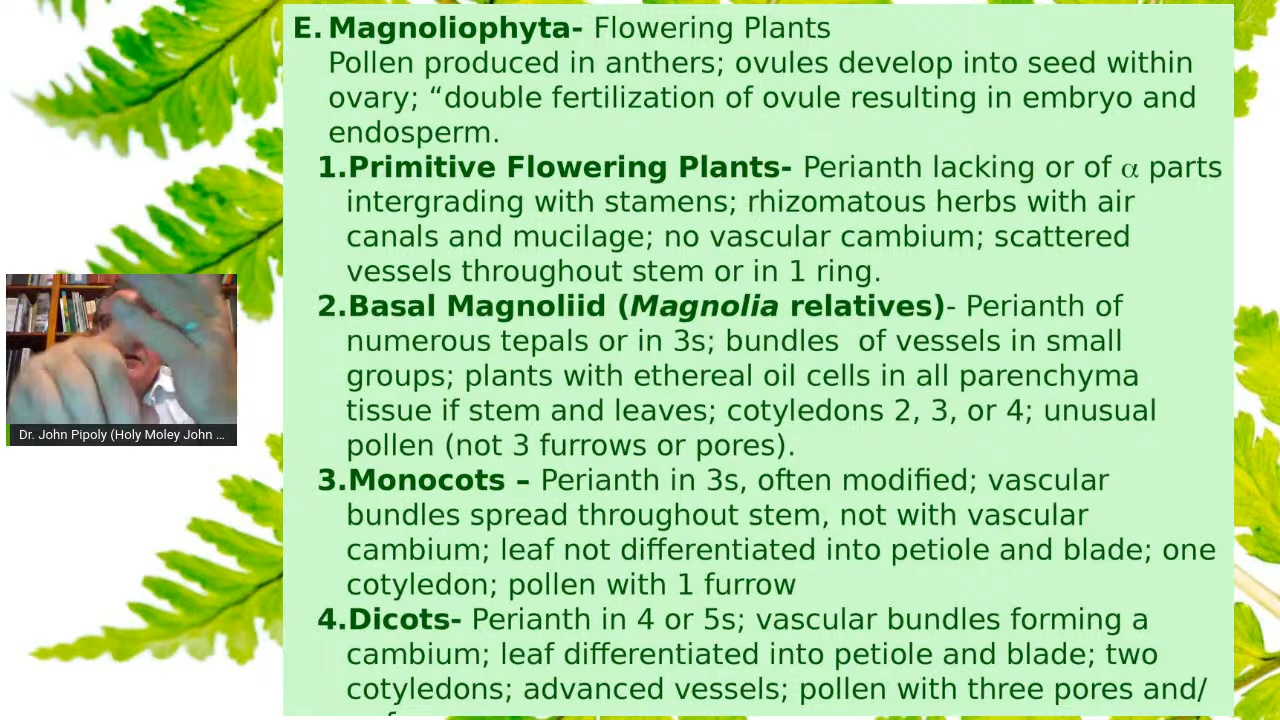 E. Magnoliophyta- Flowering Plants
Pollen produced in anthers; ovules develop into seed within
ovary; “double fertilization of ovule resulting in embryo and
endosperm.
1.Primitive Flowering Plants- Perianth lacking or of α parts
intergrading with stamens; rhizomatous herbs with air
canals and mucilage; no vascular cambium; scattered
vessels throughout stem or in 1 ring.
2.Basal Magnoliid (Magnolia relatives)- Perianth of
numerous tepals or in 3s; bundles  of vessels in small
groups; plants with ethereal oil cells in all parenchyma
tissue if stem and leaves; cotyledons 2, 3, or 4; unusual
pollen (not 3 furrows or pores).
3.Monocots – Perianth in 3s, often modified; vascular
bundles spread throughout stem, not with vascular
cambium; leaf not differentiated into petiole and blade; one
cotyledon; pollen with 1 furrow
4.Dicots- Perianth in 4 or 5s; vascular bundles forming a
cambium; leaf differentiated into petiole and blade; two
cotyledons; advanced vessels; pollen with three pores and/
Dr. John Pipoly (Holy Moley John ...